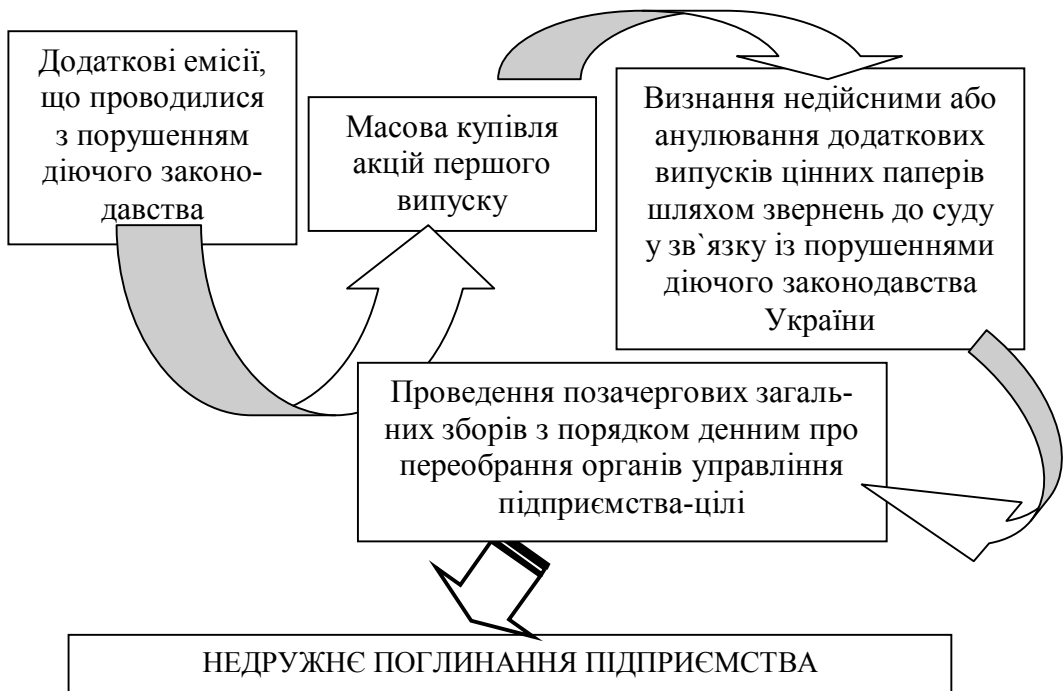 Додаткові емісії,
що проводилися
з порушенням
діючого законо-
давства
Масова купівля
акцій першого
випуску
Визнання недійсними або
анулювання додаткових
випусків цінних паперів
шляхом звернень до суду
у зв`язку із порушеннями
діючого законодавства
України
Проведення позачергових загаль-
них зборів з порядком денним про
переобрання органів управління
підприємства-цілі
НЕДРУЖНЄ ПОГЛИНАННЯ ПІДПРИЄМСТВА